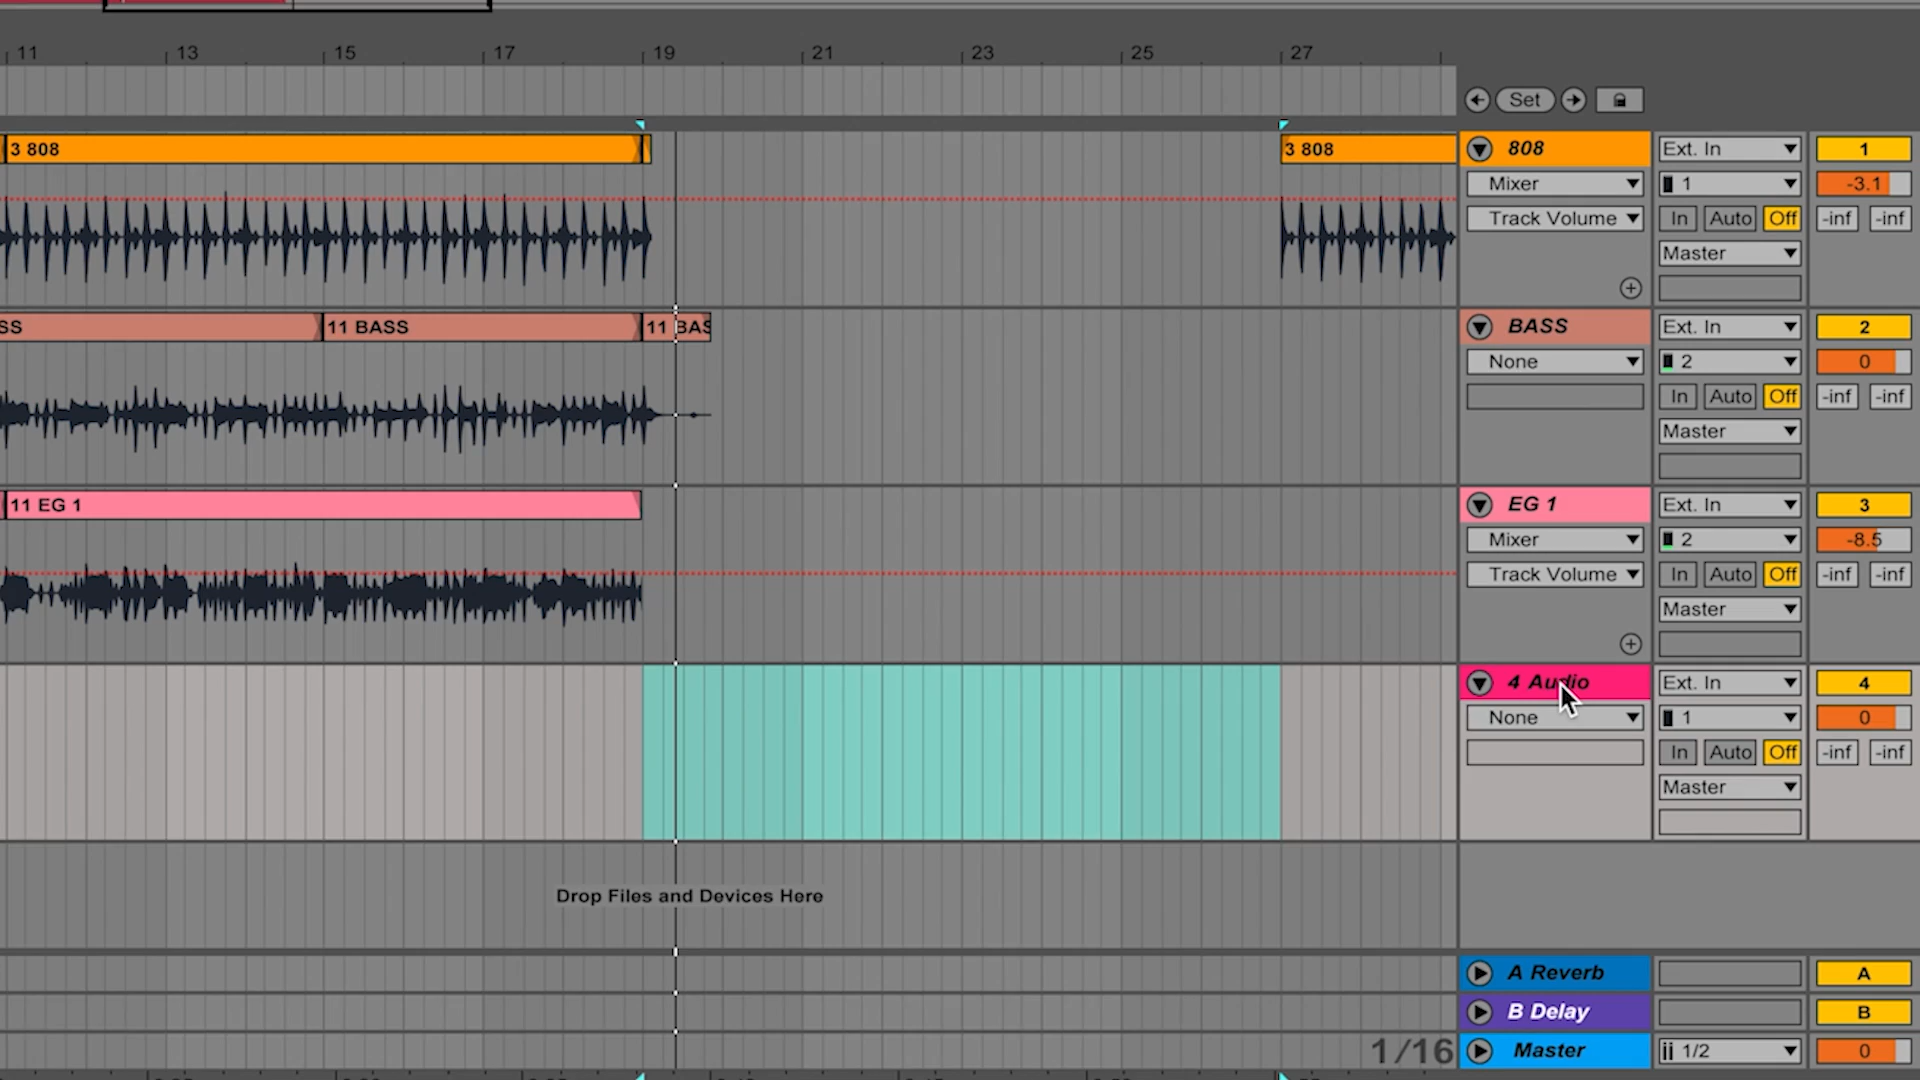 11 13 15 17 19 21 23 25 27
Set
3 808 3 808 808 Ext. In 1
Mixer 1 -3.1
Track Volume In Auto Off -inf -inf
Master
SS 11 BASS 11 BAS BASS Ext. In 2
None 2 0
In Auto Off -inf -inf
Master
11 EG 1 EG 1 Ext. In 3
Mixer 2 -8.5
Track Volume In Auto Off -inf -inf
Master
4 Audio Ext. In 4
None 1 0
In Auto Off -inf -inf
Master
Drop Files and Devices Here
A Reverb A
B Delay B
1/16 Master 1/2 0